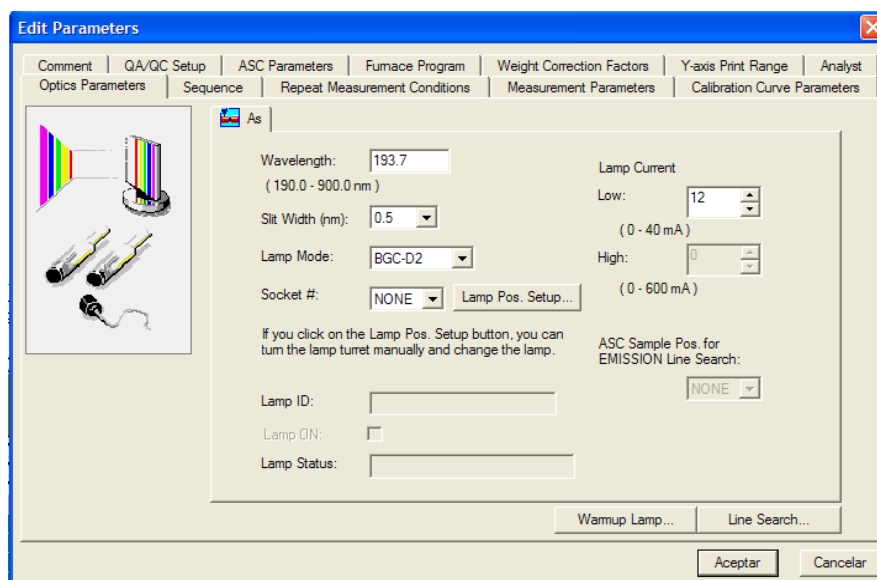 Edit Parameters
Comment QA/QC Setup ASC Parameters Furnace Program Weight Correction Factors Y-axis Print Range Analyst
Optics Parameters Sequence Repeat Measurement Conditions Measurement Parameters Calibration Curve Parameters
As
Wavelength: 193.7
( 190.0 - 900.0 nm )
Slit Width (nm): 0.5
Lamp Mode: BGC-D2
Socket #: NONE Lamp Pos. Setup...
If you click on the Lamp Pos. Setup button, you can
turn the lamp turret manually and change the lamp.
Lamp ID:
Lamp ON:
Lamp Status:
Lamp Current
Low: 12
( 0 - 40 mA )
High: 0
( 0 - 600 mA )
ASC Sample Pos. for
EMISSION Line Search:
NONE
Warmup Lamp... Line Search...
Aceptar Cancelar